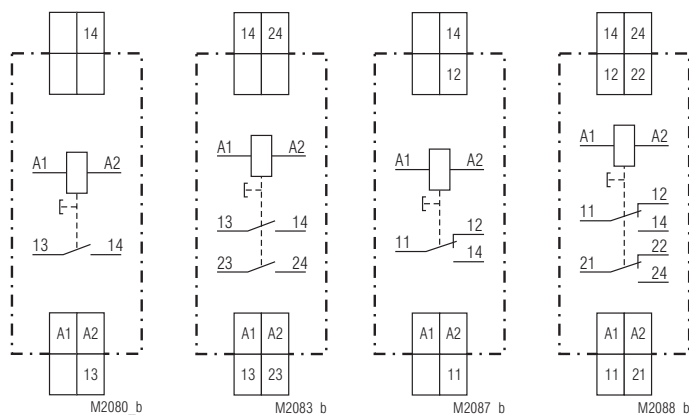 14
A1 A2
13 14
A1 A2
13
M2080_b
14 24
A1 A2
13 14
23 24
A1 A2
13 23
M2083_b
14
12
A1 A2
12
11
14
A1 A2
11
M2087_b
14 24
12 22
A1 A2
12
11
14
22
21
24
A1 A2
11 21
M2088_b